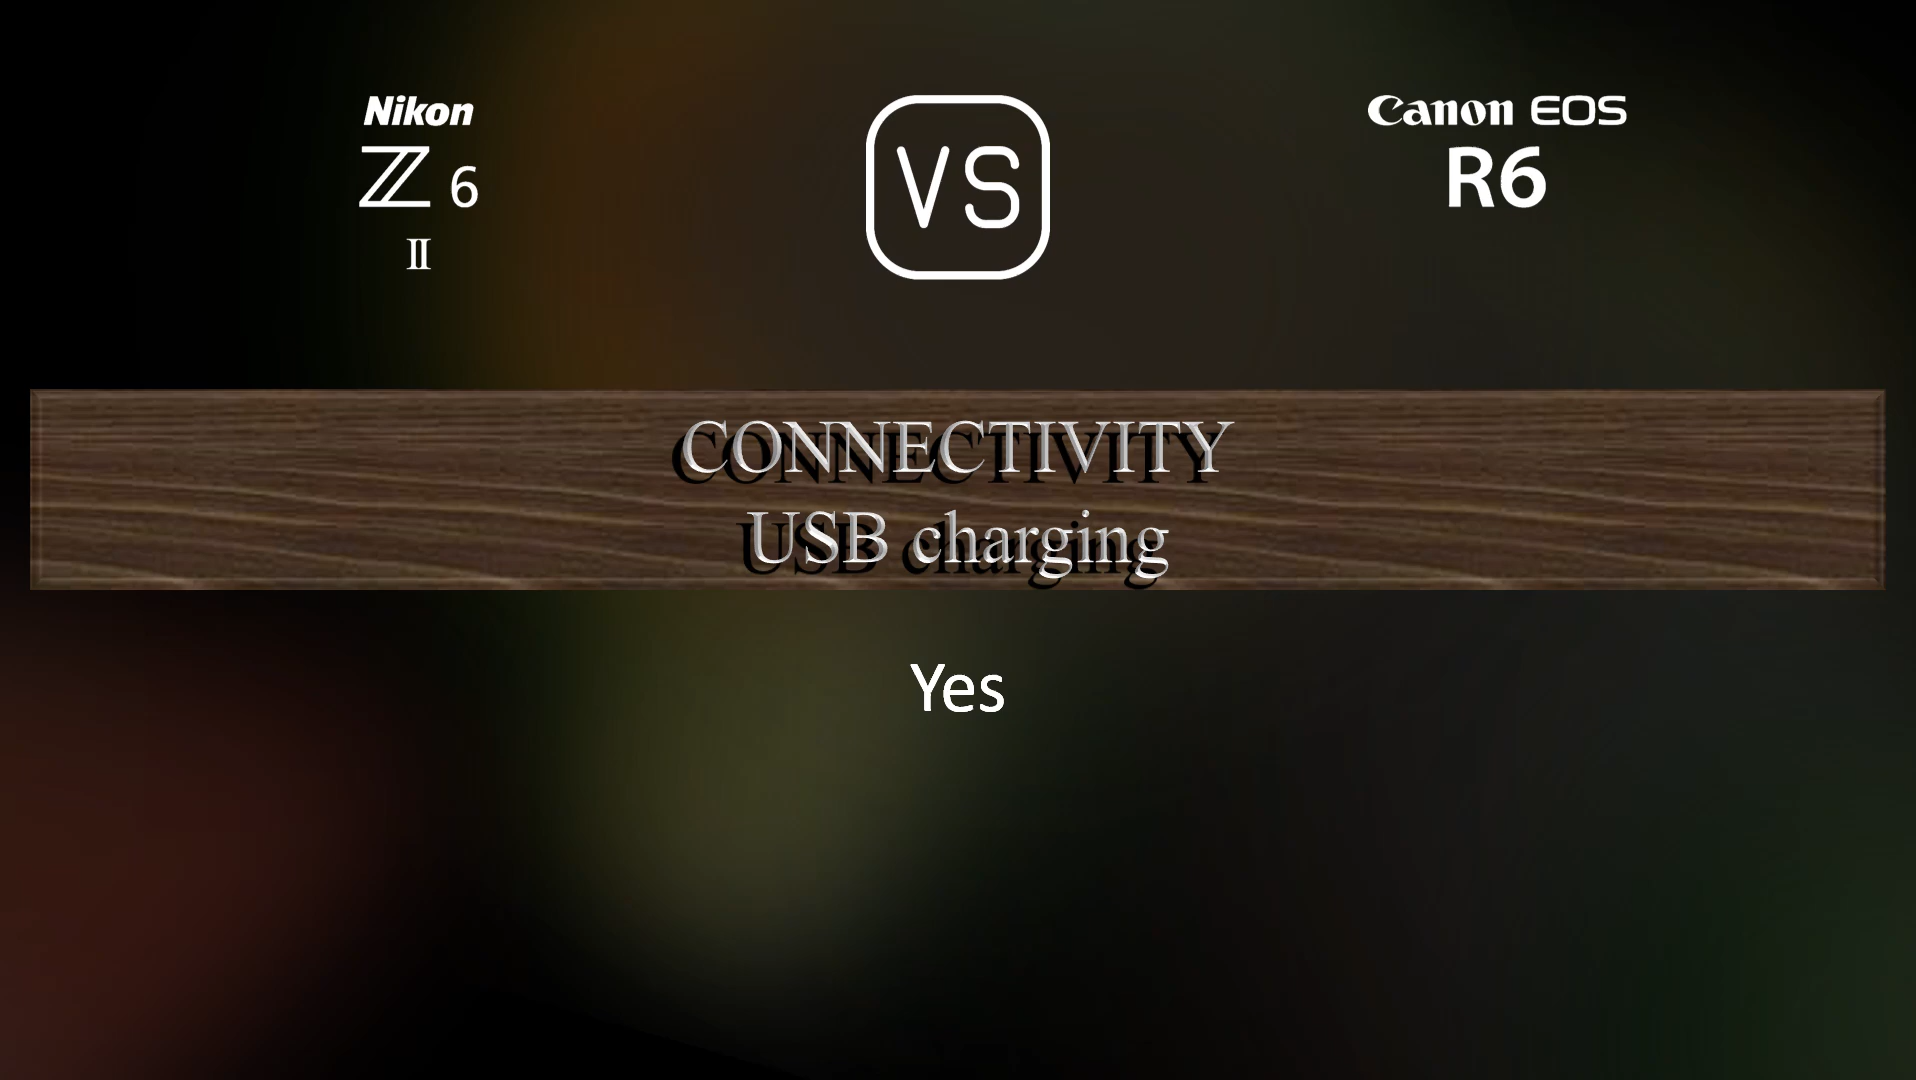 Nikon
Z 6
II
VS
Canon EOS
R6
CONNECTIVITY
USB charging
Yes